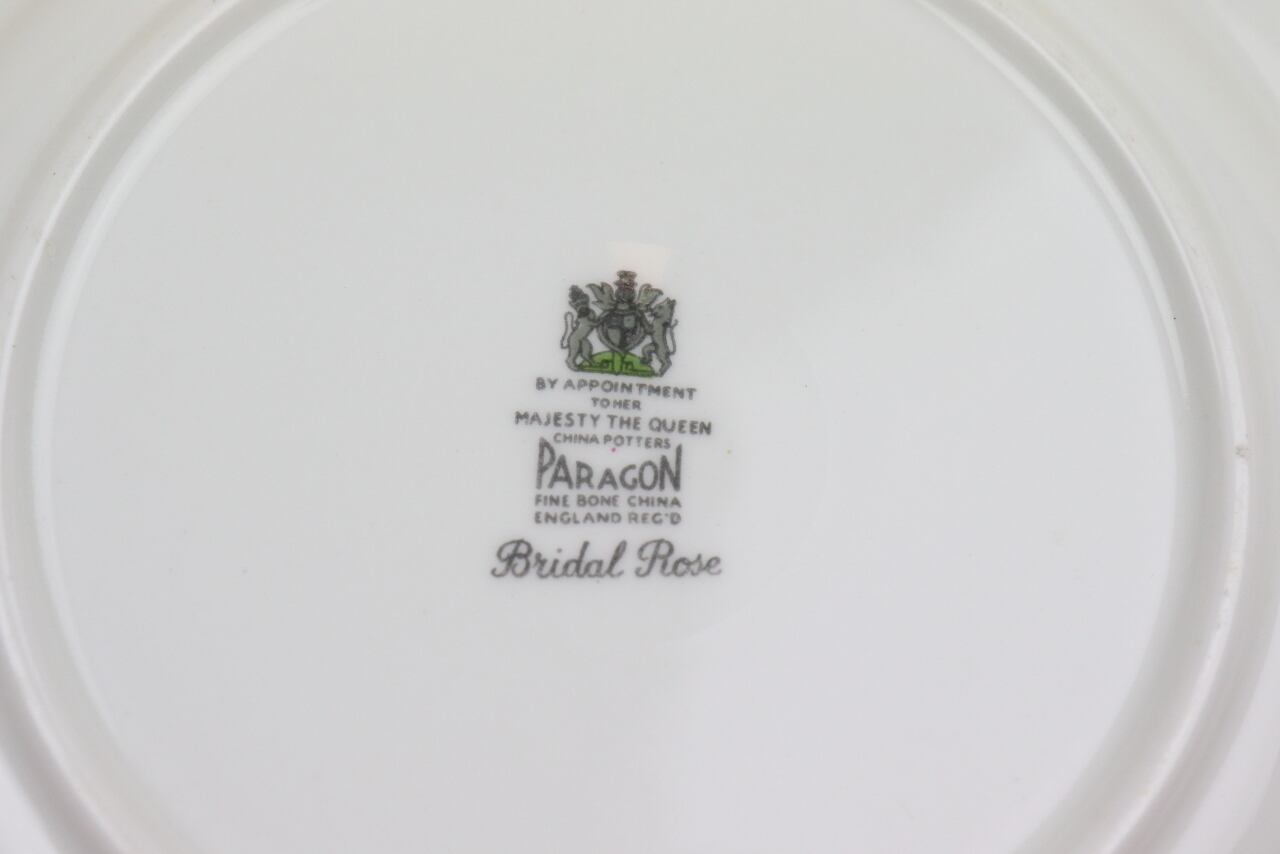 BY APPOINTMENT
TO HER
MAJESTY THE QUEEN
CHINA POTTERS
PARAGON
FINE BONE CHINA
ENGLAND REG'D
Bridal Rose